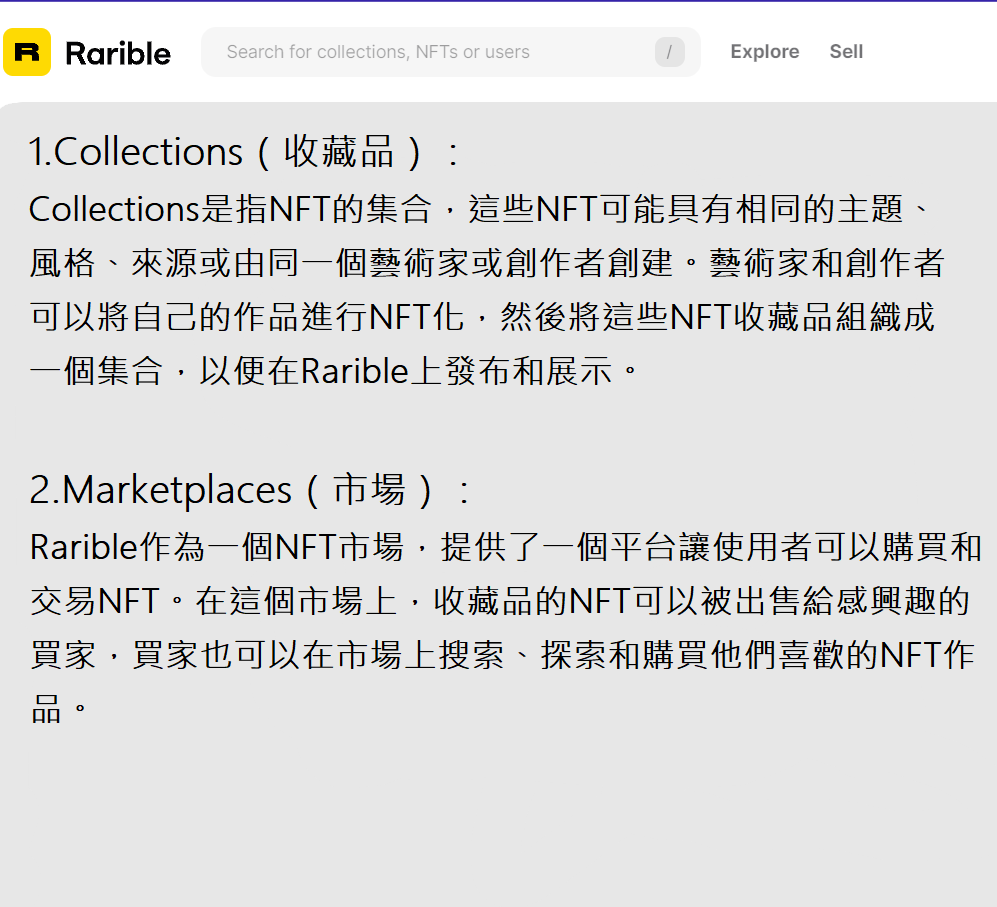 R Rarible Search for collections, NFTs or users / Explore Sell
1.Collections（收藏品）：
Collections是指NFT的集合，這些NFT可能具有相同的主題、
風格、來源或由同一個藝術家或創作者創建。藝術家和創作者
可以將自己的作品進行NFT化，然後將這些NFT收藏品組織成
一個集合，以便在Rarible上發布和展示。
2.Marketplaces（市場）：
Rarible作為一個NFT市場，提供了一個平台讓使用者可以購買和
交易NFT。在這個市場上，收藏品的NFT可以被出售給感興趣的
買家，買家也可以在市場上搜索、探索和購買他們喜歡的NFT作
品。